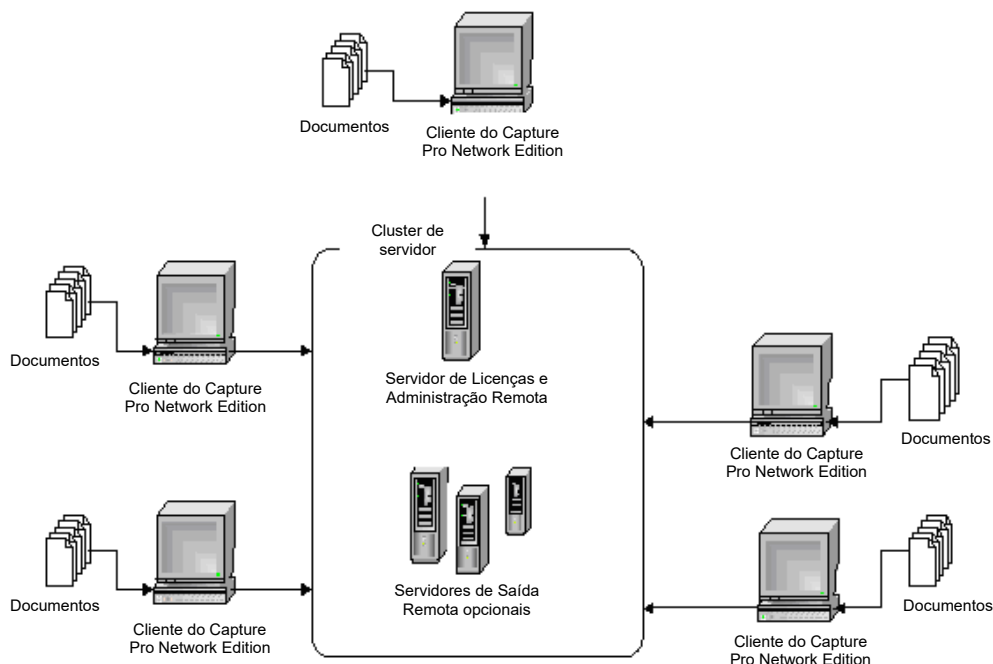 Documentos
Cliente do Capture
Pro Network Edition
Cluster de
servidor
Documentos
Cliente do Capture
Pro Network Edition
Servidor de Licenças e
Administração Remota
Documentos
Cliente do Capture
Pro Network Edition
Documentos
Cliente do Capture
Pro Network Edition
Servidores de Saída
Remota opcionais
Documentos
Cliente do Capture
Pro Network Edition